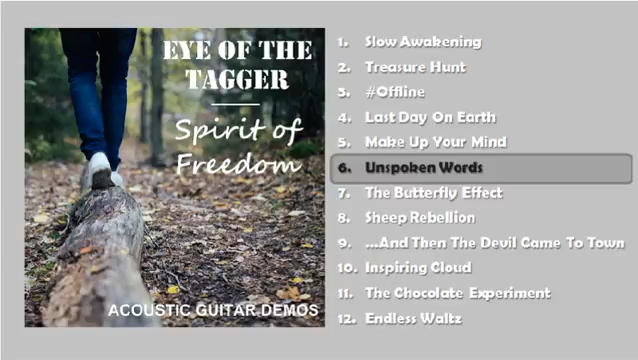 EYE OF THE
TAGGER
Spirit of
Freedom
ACOUSTIC GUITAR DEMOS
1. Slow Awakening
2. Treasure Hunt
3. #Offline
4. Last Day On Earth
5. Make Up Your Mind
6. Unspoken Words
7. The Butterfly Effect
8. Sheep Rebellion
9. ...And Then The Devil Came To Town
10. Inspiring Cloud
11. The Chocolate Experiment
12. Endless Waltz